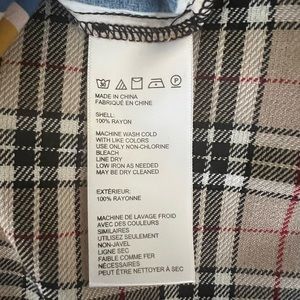 MADE IN CHINA
FABRIQUÉ EN CHINE
SHELL:
100% RAYON
MACHINE WASH COLD
WITH LIKE COLORS
USE ONLY NON-CHLORINE
BLEACH
LINE DRY
LOW IRON AS NEEDED
MAY BE DRY CLEANED
EXTÉRIEUR:
100% RAYONNE
MACHINE DE LAVAGE FROID
AVEC DES COULEURS
SIMILAIRES
UTILISEZ SEULEMENT
NON-JAVEL
LIGNE SEC
FAIBLE COMME FER
NÉCESSAIRES
PEUT ÊTRE NETTOYER À SEC